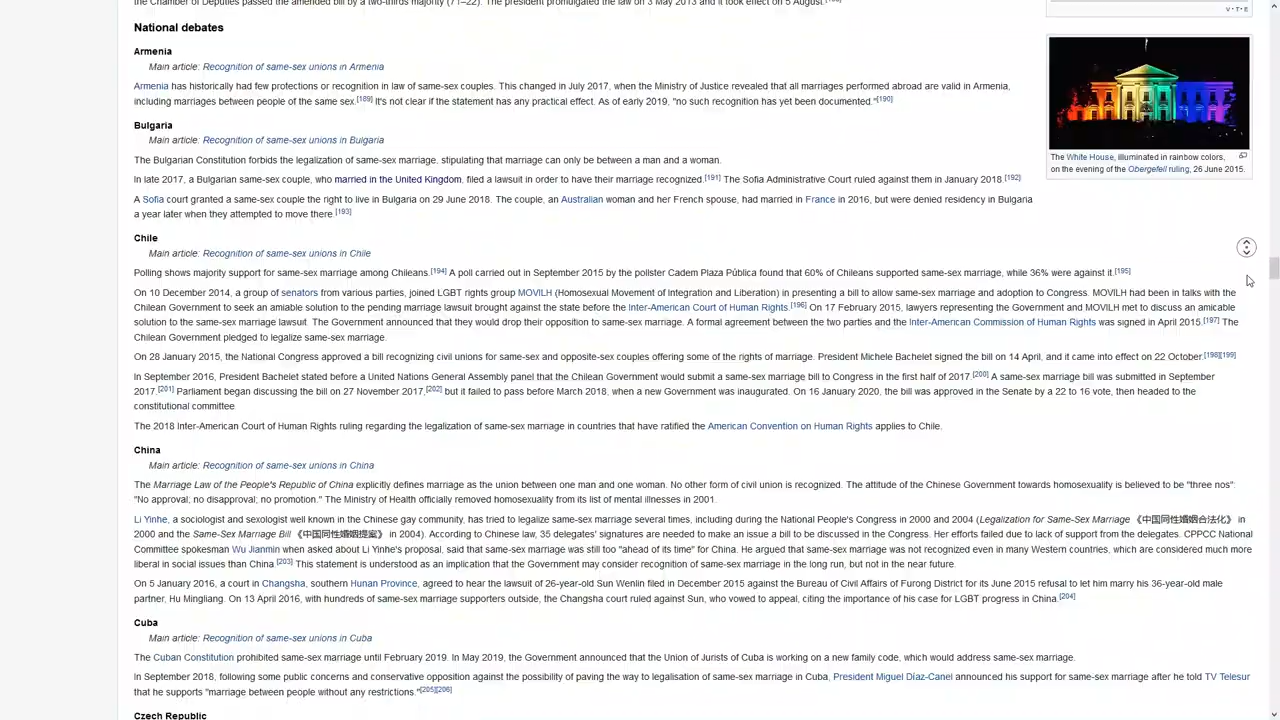 the Chamber of Deputies passed the amended bill by a two-thirds majority (71–22). The president promulgated the law on 3 May 2013 and it took effect on 5 August.
V · T · E
National debates
The White House, illuminated in rainbow colors,
on the evening of the Obergefell ruling, 26 June 2015.
Armenia
Main article: Recognition of same-sex unions in Armenia
Armenia has historically had few protections or recognition in law of same-sex couples. This changed in July 2017, when the Ministry of Justice revealed that all marriages performed abroad are valid in Armenia,
including marriages between people of the same sex.[189] It's not clear if the statement has any practical effect. As of early 2019, "no such recognition has yet been documented."[190]
Bulgaria
Main article: Recognition of same-sex unions in Bulgaria
The Bulgarian Constitution forbids the legalization of same-sex marriage, stipulating that marriage can only be between a man and a woman.
In late 2017, a Bulgarian same-sex couple, who married in the United Kingdom, filed a lawsuit in order to have their marriage recognized.[191] The Sofia Administrative Court ruled against them in January 2018.[192]
A Sofia court granted a same-sex couple the right to live in Bulgaria on 29 June 2018. The couple, an Australian woman and her French spouse, had married in France in 2016, but were denied residency in Bulgaria
a year later when they attempted to move there.[193]
Chile
Main article: Recognition of same-sex unions in Chile
Polling shows majority support for same-sex marriage among Chileans.[194] A poll carried out in September 2015 by the pollster Cadem Plaza Pública found that 60% of Chileans supported same-sex marriage, while 36% were against it.[195]
On 10 December 2014, a group of senators from various parties, joined LGBT rights group MOVILH (Homosexual Movement of Integration and Liberation) in presenting a bill to allow same-sex marriage and adoption to Congress. MOVILH had been in talks with the
Chilean Government to seek an amiable solution to the pending marriage lawsuit brought against the state before the Inter-American Court of Human Rights.[196] On 17 February 2015, lawyers representing the Government and MOVILH met to discuss an amicable
solution to the same-sex marriage lawsuit. The Government announced that they would drop their opposition to same-sex marriage. A formal agreement between the two parties and the Inter-American Commission of Human Rights was signed in April 2015.[197] The
Chilean Government pledged to legalize same-sex marriage.
On 28 January 2015, the National Congress approved a bill recognizing civil unions for same-sex and opposite-sex couples offering some of the rights of marriage. President Michele Bachelet signed the bill on 14 April, and it came into effect on 22 October.[198][199]
In September 2016, President Bachelet stated before a United Nations General Assembly panel that the Chilean Government would submit a same-sex marriage bill to Congress in the first half of 2017.[200] A same-sex marriage bill was submitted in September
2017.[201] Parliament began discussing the bill on 27 November 2017,[202] but it failed to pass before March 2018, when a new Government was inaugurated. On 16 January 2020, the bill was approved in the Senate by a 22 to 16 vote, then headed to the
constitutional committee
The 2018 Inter-American Court of Human Rights ruling regarding the legalization of same-sex marriage in countries that have ratified the American Convention on Human Rights applies to Chile.
China
Main article: Recognition of same-sex unions in China
The Marriage Law of the People's Republic of China explicitly defines marriage as the union between one man and one woman. No other form of civil union is recognized. The attitude of the Chinese Government towards homosexuality is believed to be "three nos":
"No approval; no disapproval; no promotion." The Ministry of Health officially removed homosexuality from its list of mental illnesses in 2001.
Li Yinhe, a sociologist and sexologist well known in the Chinese gay community, has tried to legalize same-sex marriage several times, including during the National People's Congress in 2000 and 2004 (Legalization for Same-Sex Marriage 《中国同性婚姻合法化》 in
2000 and the Same-Sex Marriage Bill 《中国同性婚姻提案》 in 2004). According to Chinese law, 35 delegates' signatures are needed to make an issue a bill to be discussed in the Congress. Her efforts failed due to lack of support from the delegates. CPPCC National
Committee spokesman Wu Jianmin when asked about Li Yinhe's proposal, said that same-sex marriage was still too "ahead of its time" for China. He argued that same-sex marriage was not recognized even in many Western countries, which are considered much more
liberal in social issues than China.[203] This statement is understood as an implication that the Government may consider recognition of same-sex marriage in the long run, but not in the near future.
On 5 January 2016, a court in Changsha, southern Hunan Province, agreed to hear the lawsuit of 26-year-old Sun Wenlin filed in December 2015 against the Bureau of Civil Affairs of Furong District for its June 2015 refusal to let him marry his 36-year-old male
partner, Hu Mingliang. On 13 April 2016, with hundreds of same-sex marriage supporters outside, the Changsha court ruled against Sun, who vowed to appeal, citing the importance of his case for LGBT progress in China.[204]
Cuba
Main article: Recognition of same-sex unions in Cuba
The Cuban Constitution prohibited same-sex marriage until February 2019. In May 2019, the Government announced that the Union of Jurists of Cuba is working on a new family code, which would address same-sex marriage.
In September 2018, following some public concerns and conservative opposition against the possibility of paving the way to legalisation of same-sex marriage in Cuba, President Miguel Díaz-Canel announced his support for same-sex marriage after he told TV Telesur
that he supports "marriage between people without any restrictions."[205][206]
Czech Republic